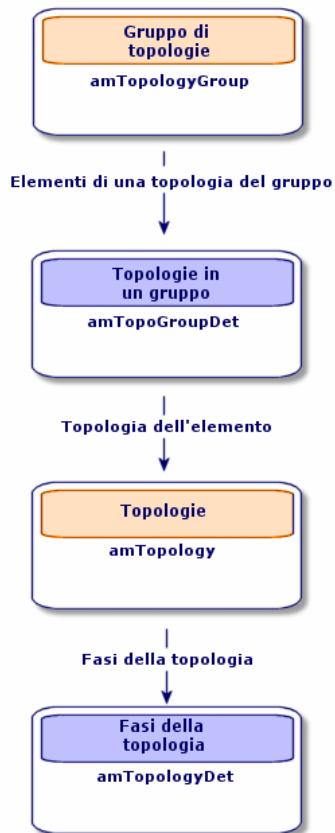 Gruppo di
topologie
amTopologyGroup
Elementi di una topologia del gruppo
Topologie in
un gruppo
amTopoGroupDet
Topologia dell'elemento
Topologie
amTopology
Fasi della topologia
Fasi della
topologia
amTopologyDet